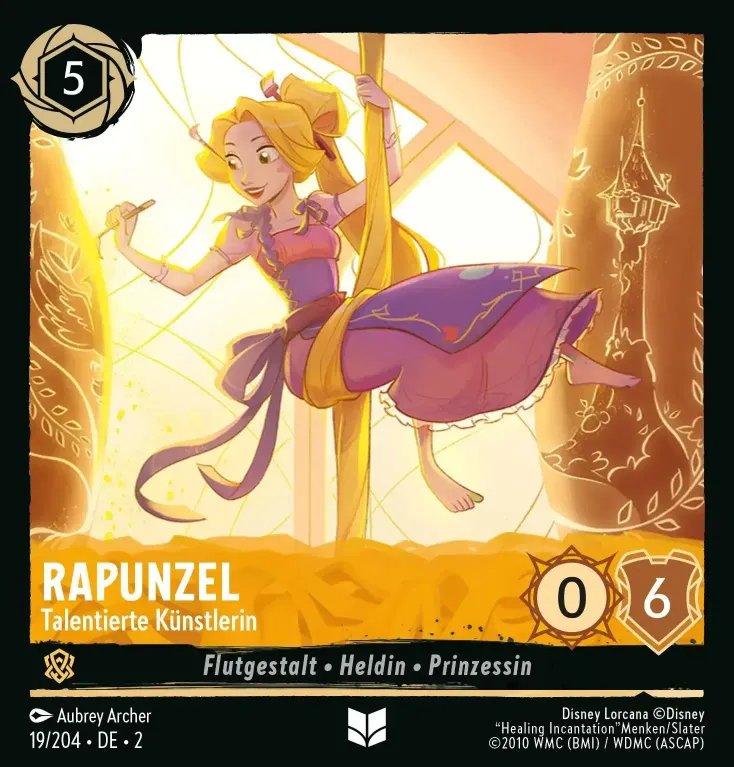 5
RAPUNZEL
Talentierte Künstlerin
0
6
Flutgestalt • Heldin • Prinzessin
Aubrey Archer
19/204 • DE • 2
Disney Lorcana ©Disney
“Healing Incantation”Menken/Slater
©2010 WMC (BMI) / WDMC (ASCAP)